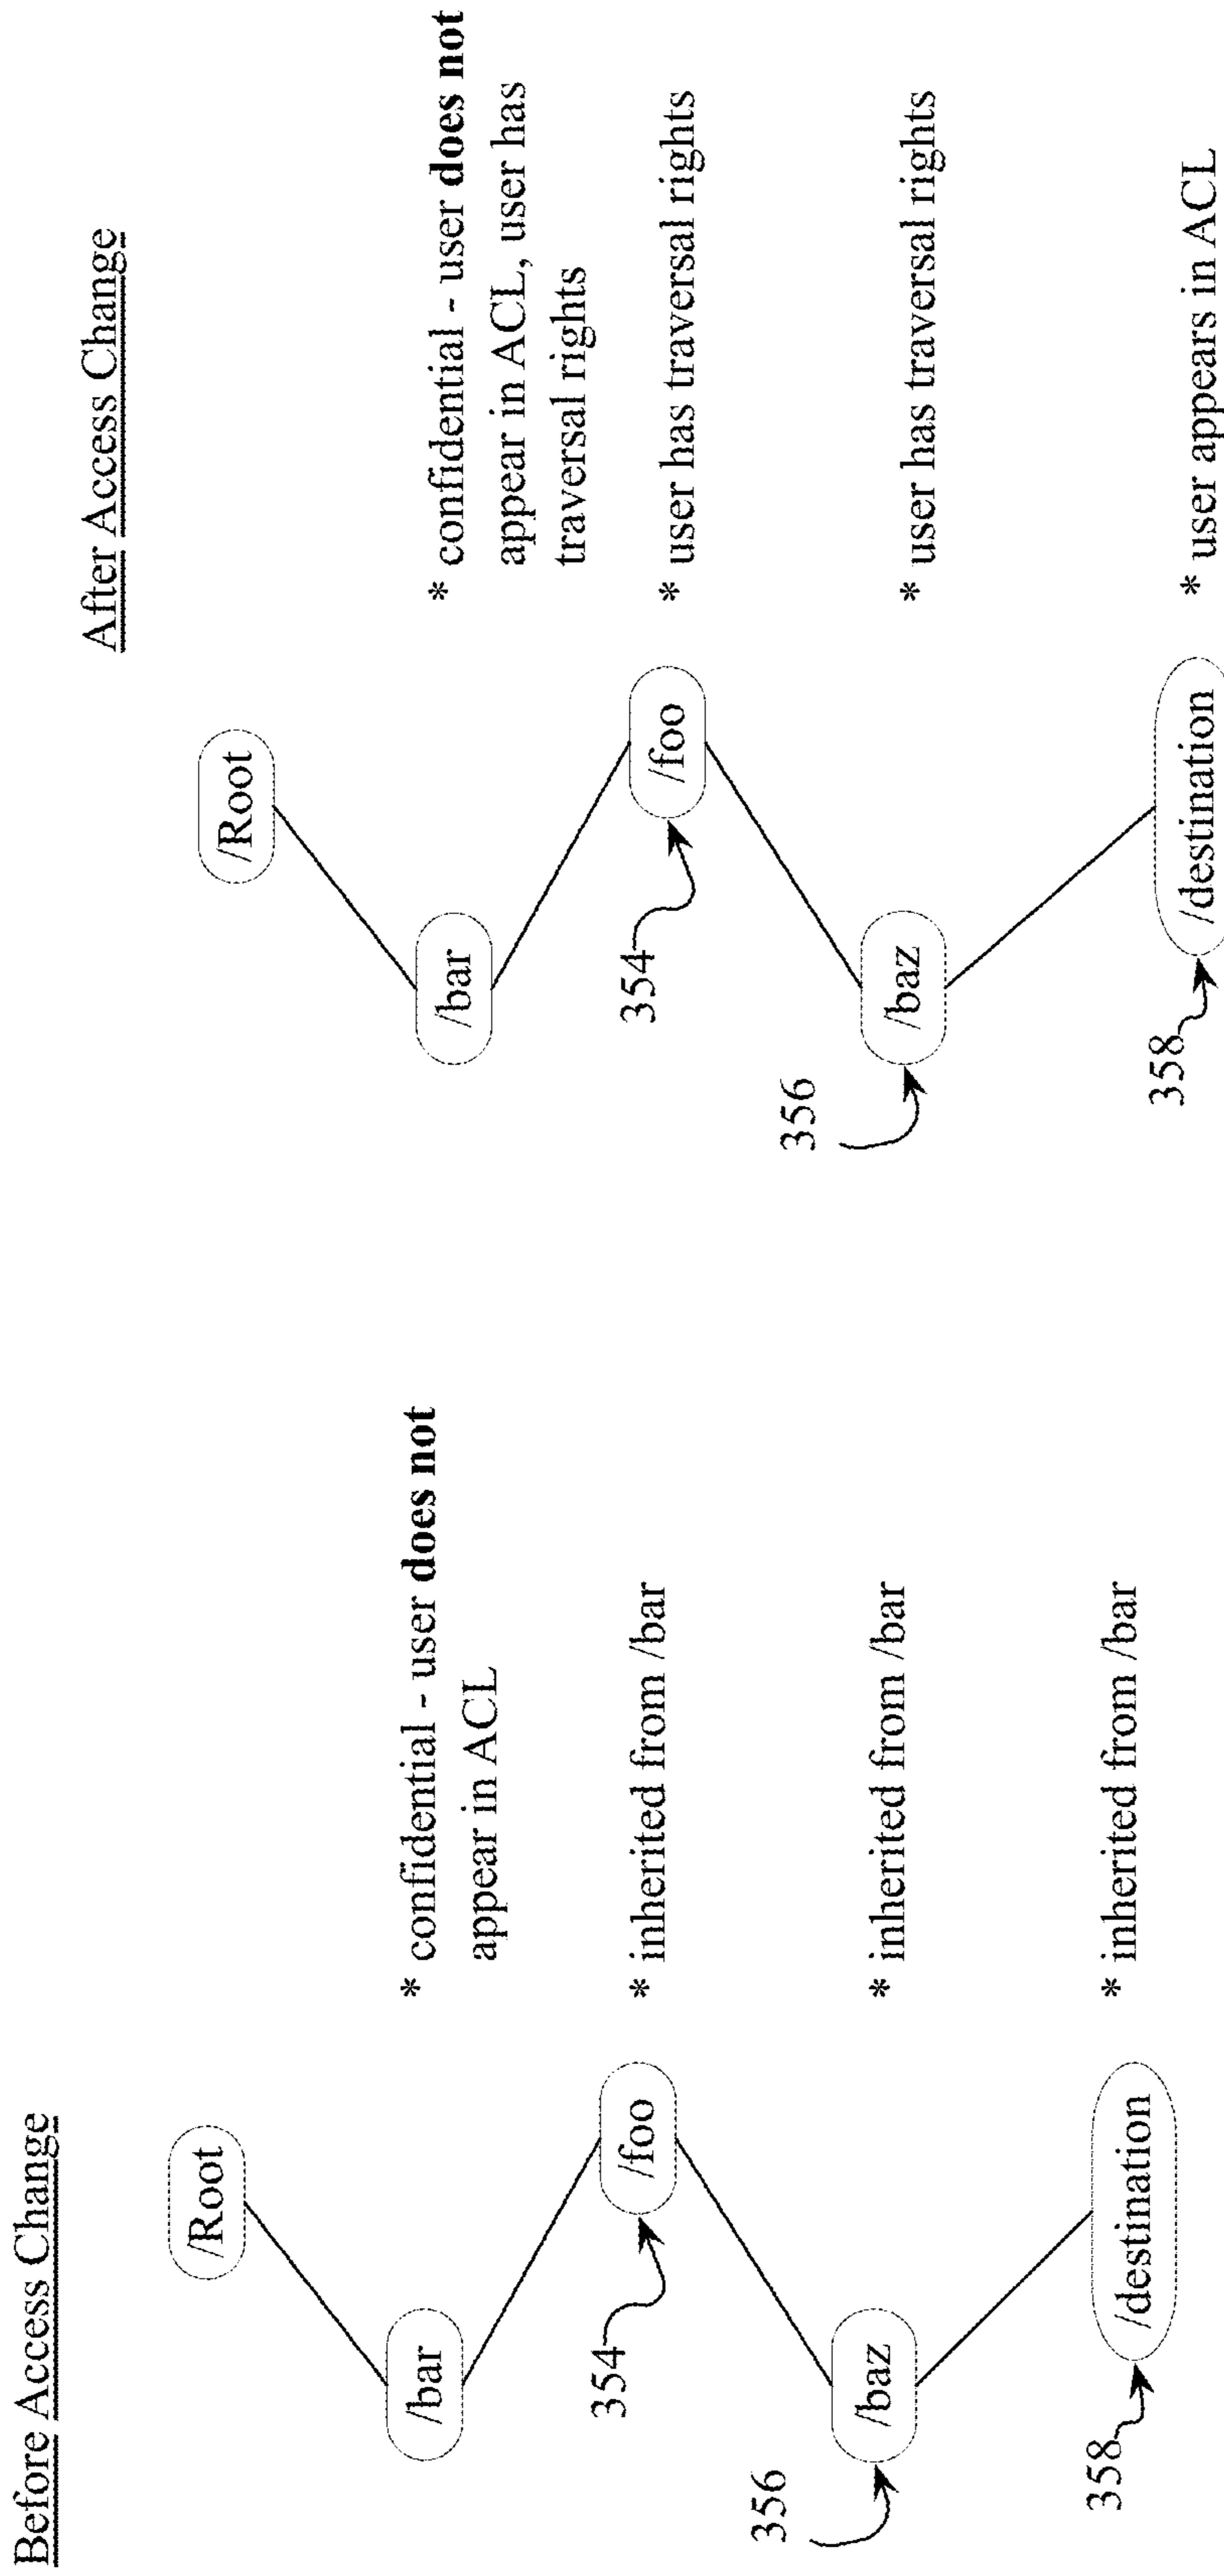 Before Access Change
/Root
/bar
* confidential - user does not
appear in ACL
354
/foo
* inherited from /bar
356
/baz
* inherited from /bar
358
/destination
* inherited from /bar
After Access Change
/Root
/bar
* confidential - user does not
appear in ACL, user has
traversal rights
354
/foo
* user has traversal rights
356
/baz
* user has traversal rights
358
/destination
* user appears in ACL